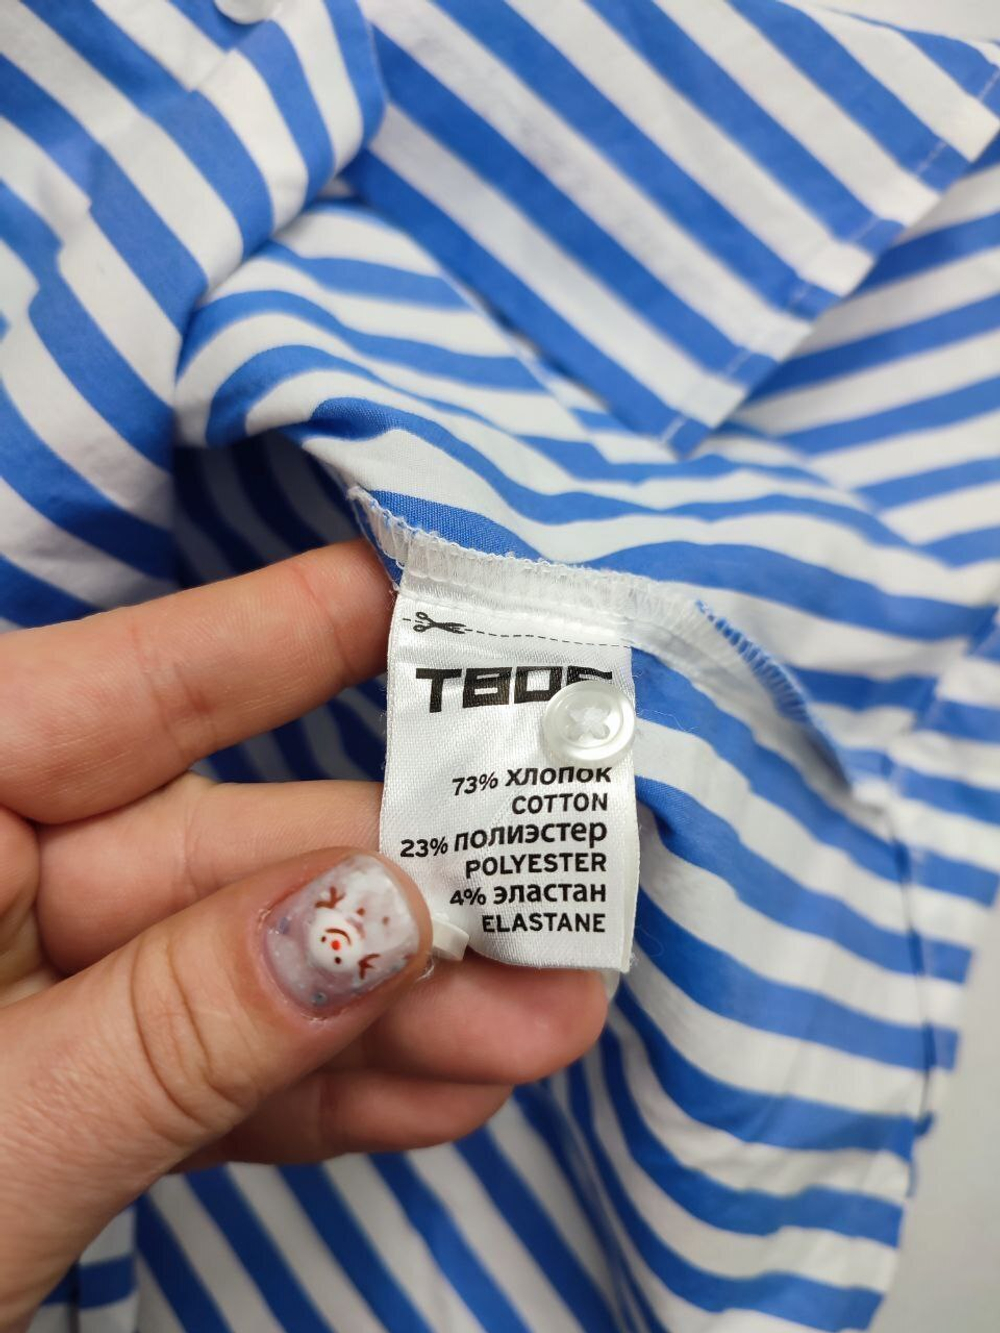 ТВОЕ
73% ХЛОПОК
COTTON
23% ПОЛИЭСТЕР
POLYESTER
4% ЭЛАСТАН
ELASTANE